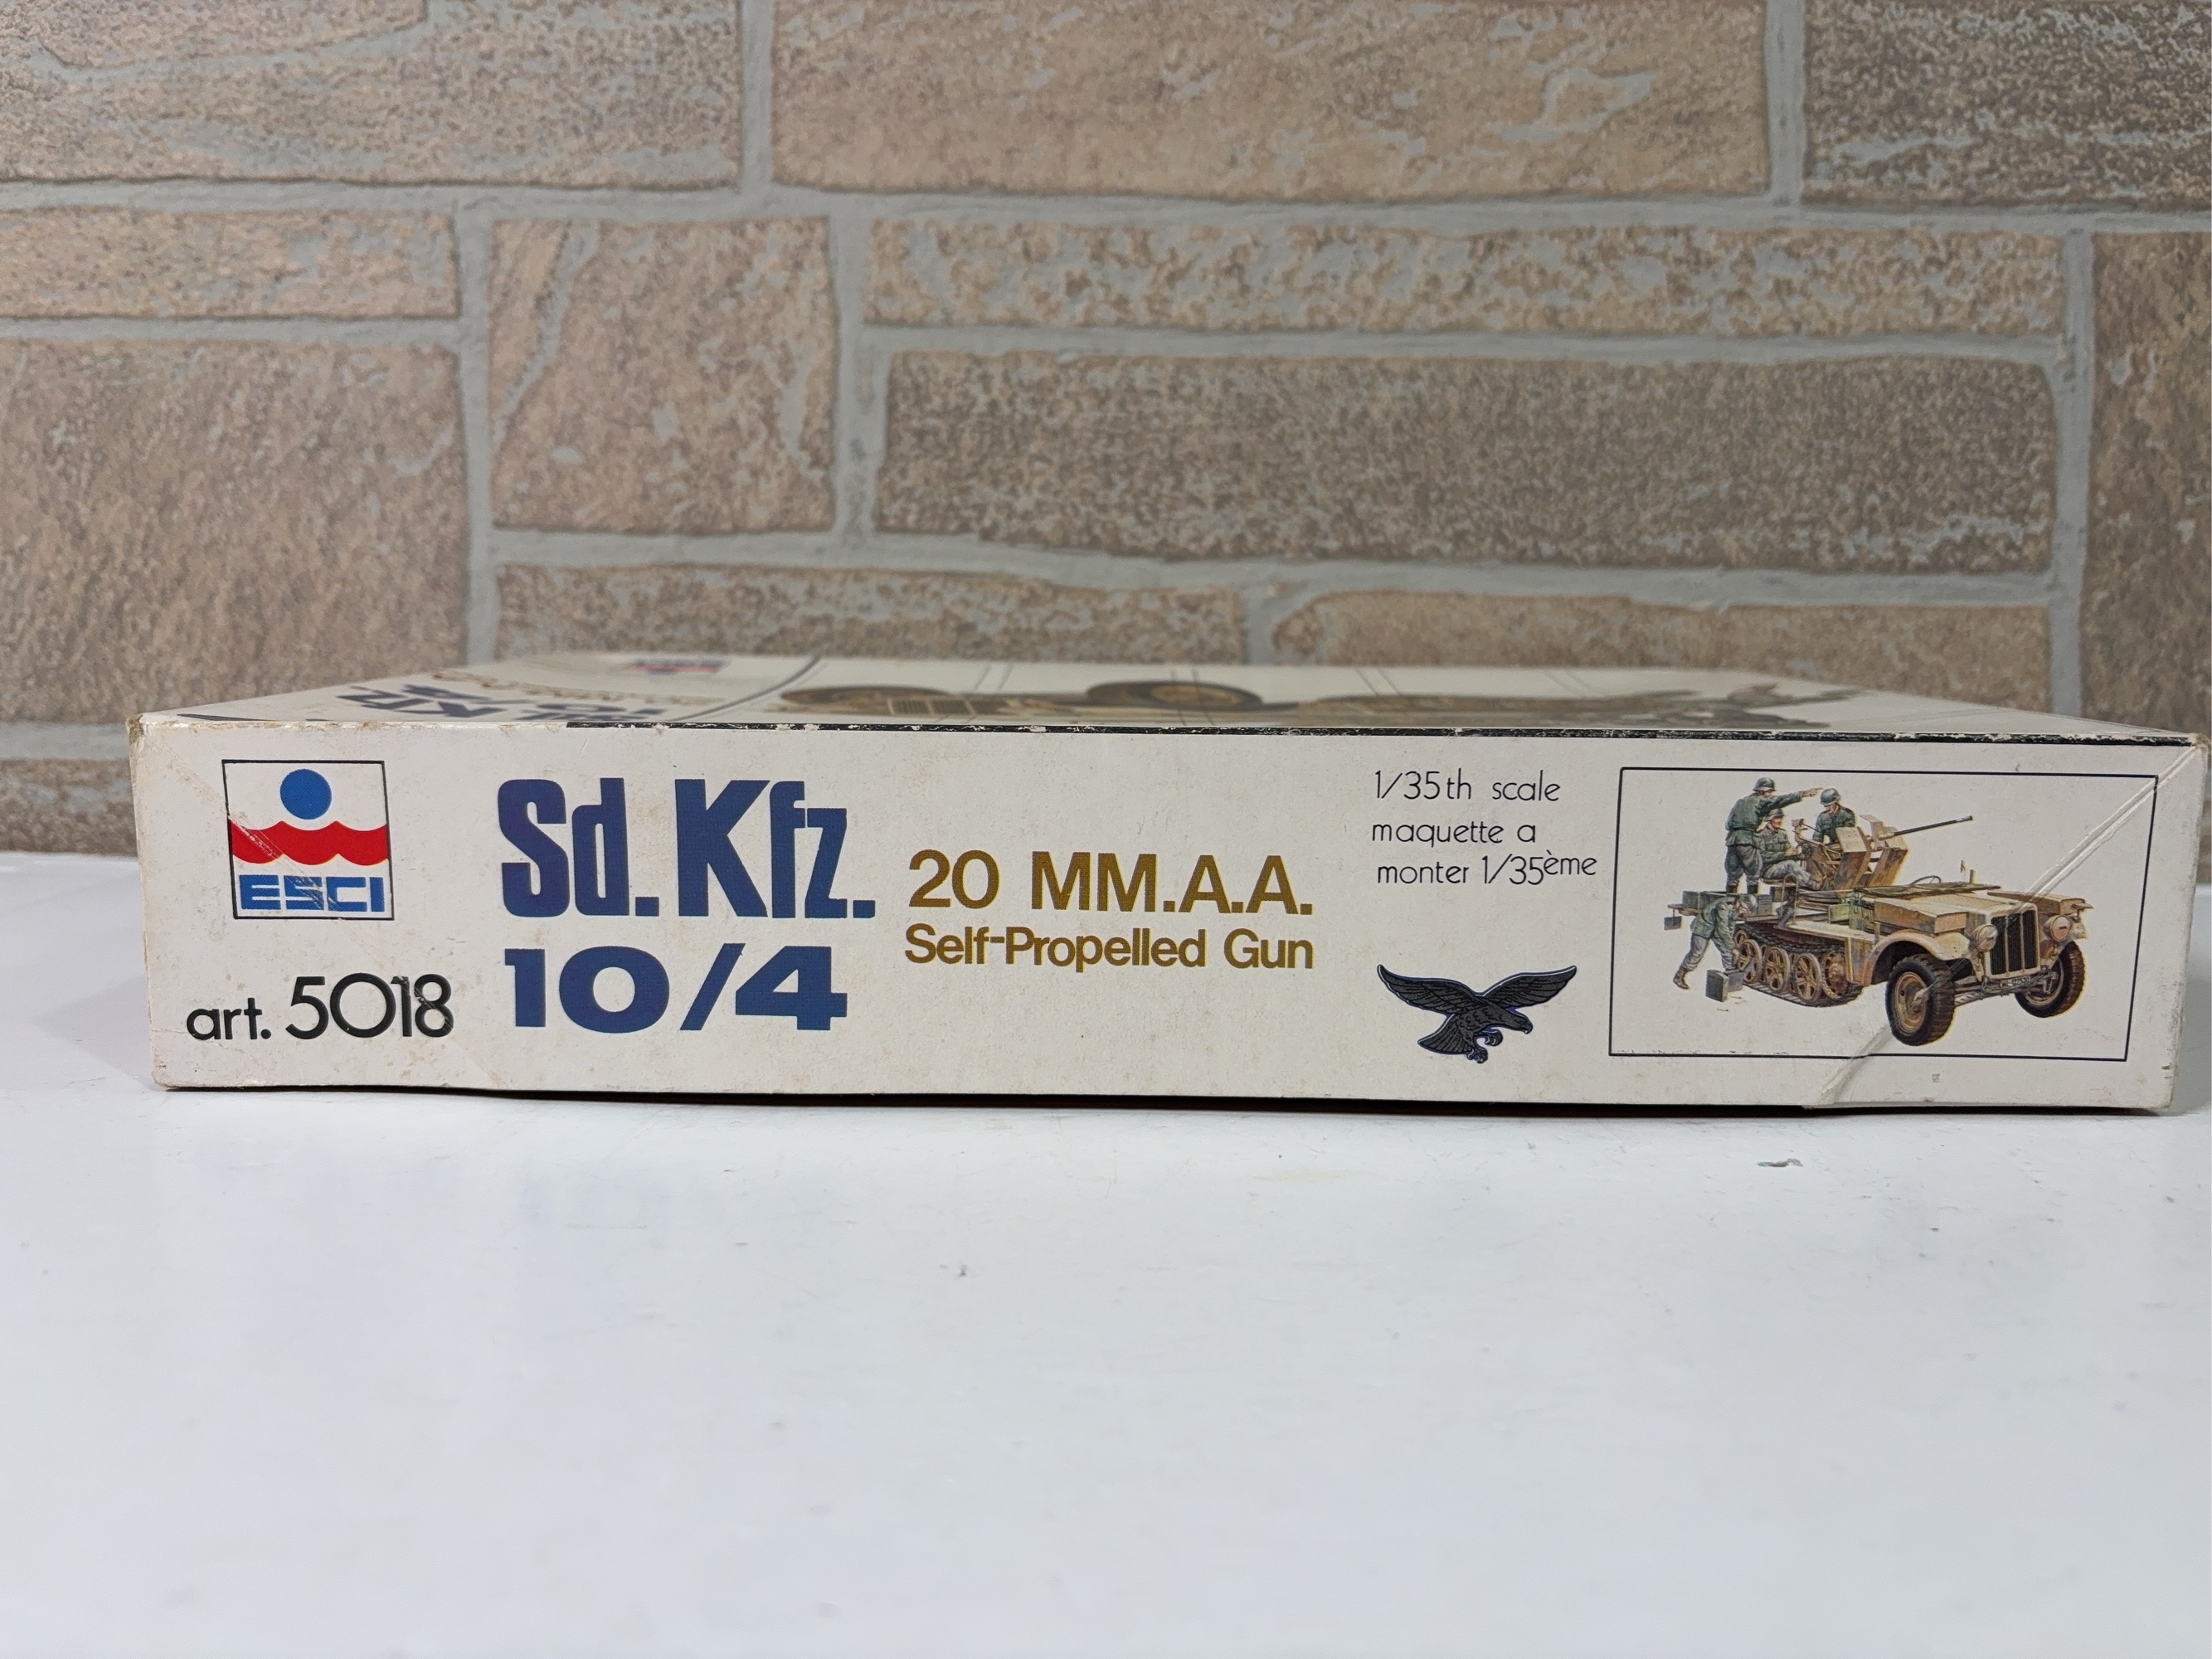 ESCI
art. 5018
Sd.Kfz.
10/4
20 MM.A.A.
Self-Propelled Gun
1/35th scale
maquette a
monter 1/35ème